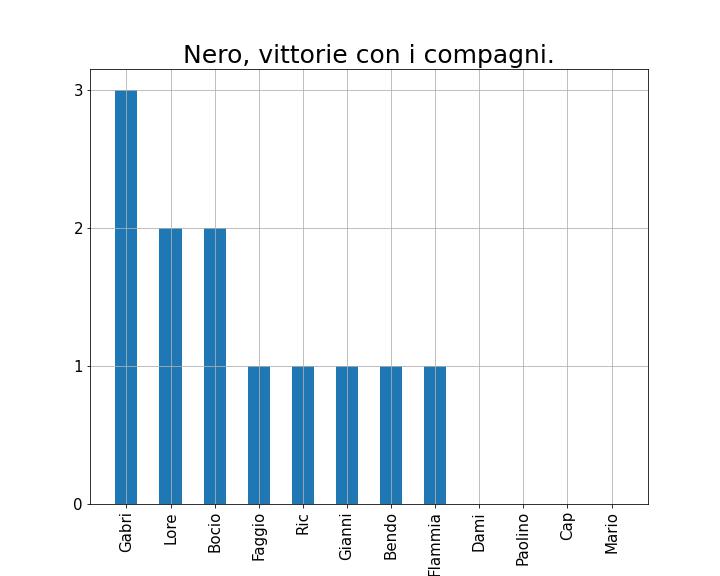 Nero, vittorie con i compagni.
3
2
1
0
Gabri
Lore
Bocio
Faggio
Ric
Gianni
Bendo
Flammia
Dami
Paolino
Cap
Mario